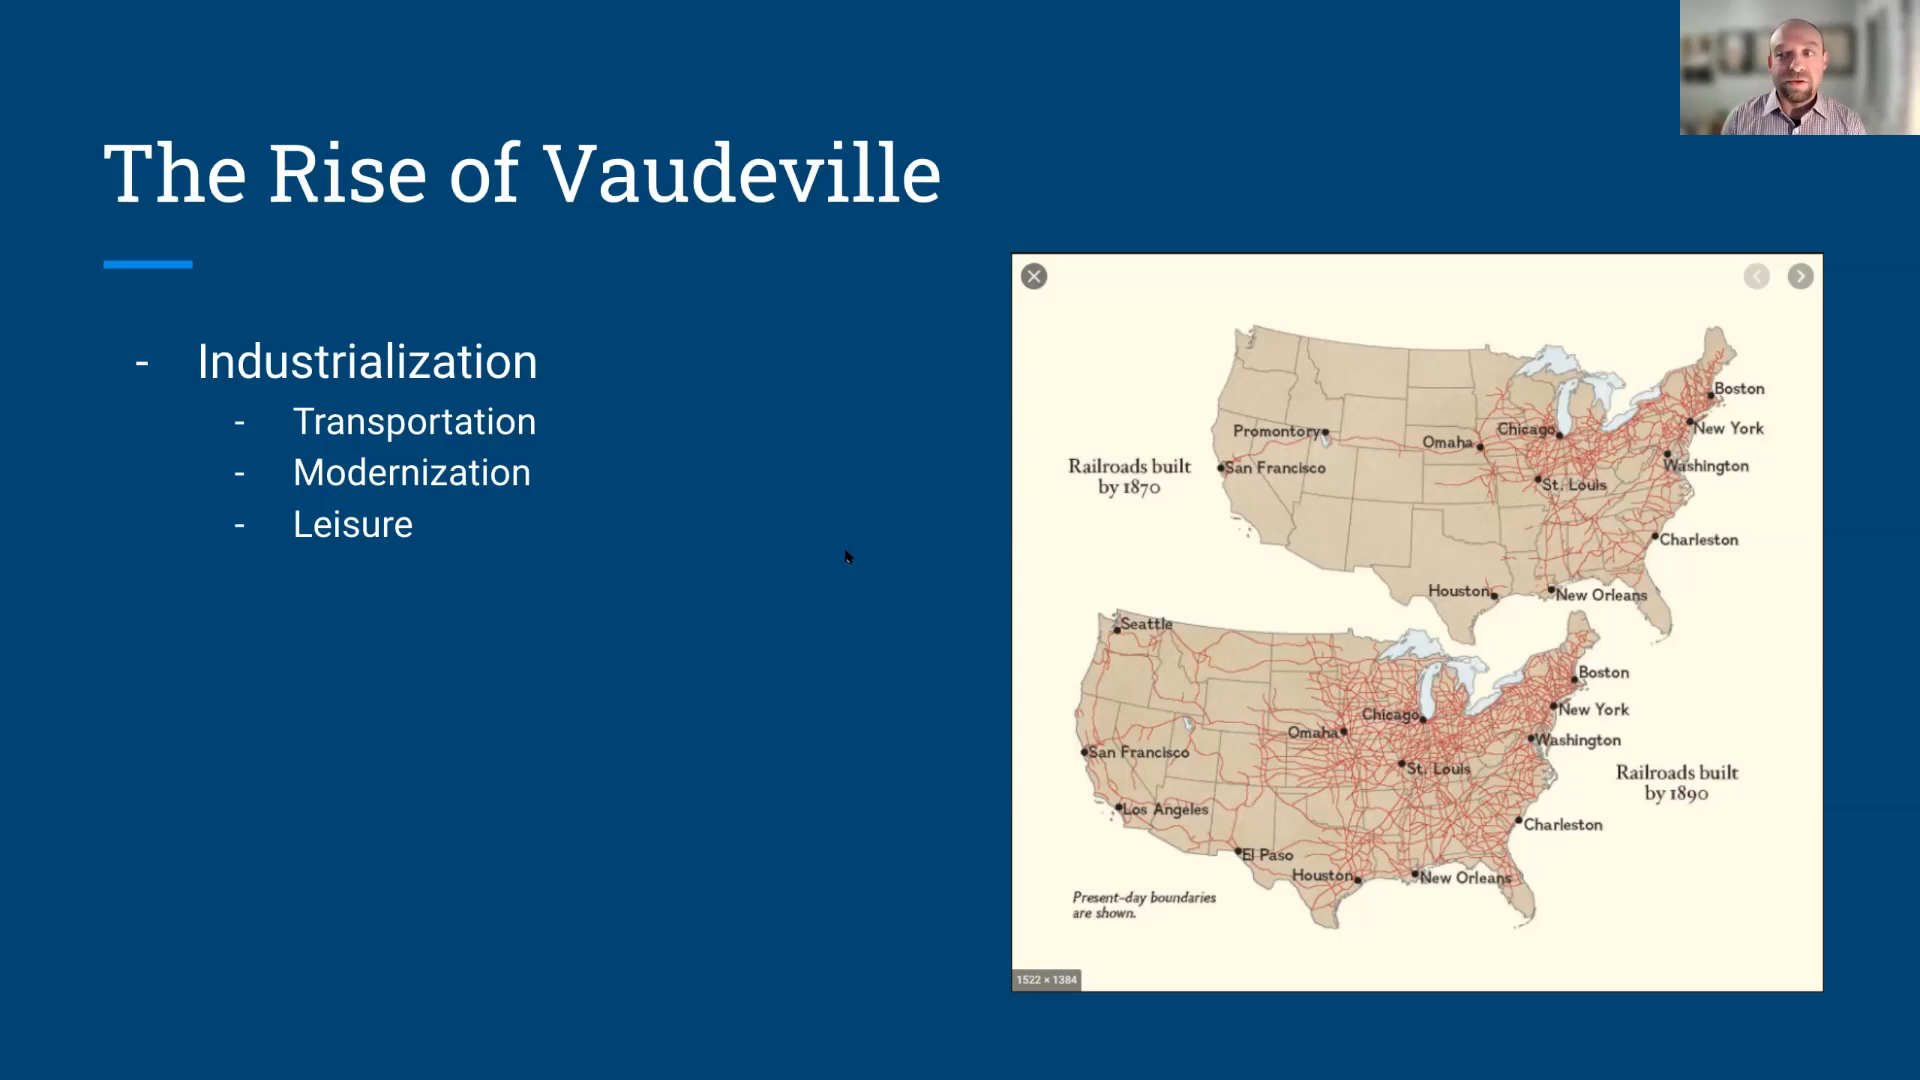 The Rise of Vaudeville
- Industrialization
- Transportation
- Modernization
- Leisure
Boston
New York
Chicago
Promontory
Omaha
Washington
San Francisco
Railroads built
by 1870
St. Louis
Charleston
Houston
New Orleans
Seattle
Boston
New York
Chicago
Omaha
Washington
San Francisco
St. Louis
Railroads built
by 1890
Los Angeles
Charleston
El Paso
Houston
New Orleans
Present-day boundaries
are shown.
1522 × 1384